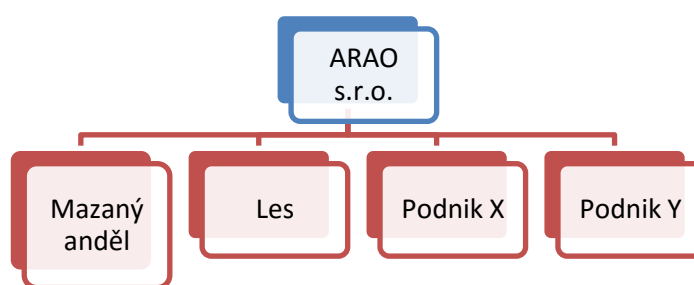 ARAO
s.r.o.
Mazaný
anděl
Les
Podnik X
Podnik Y